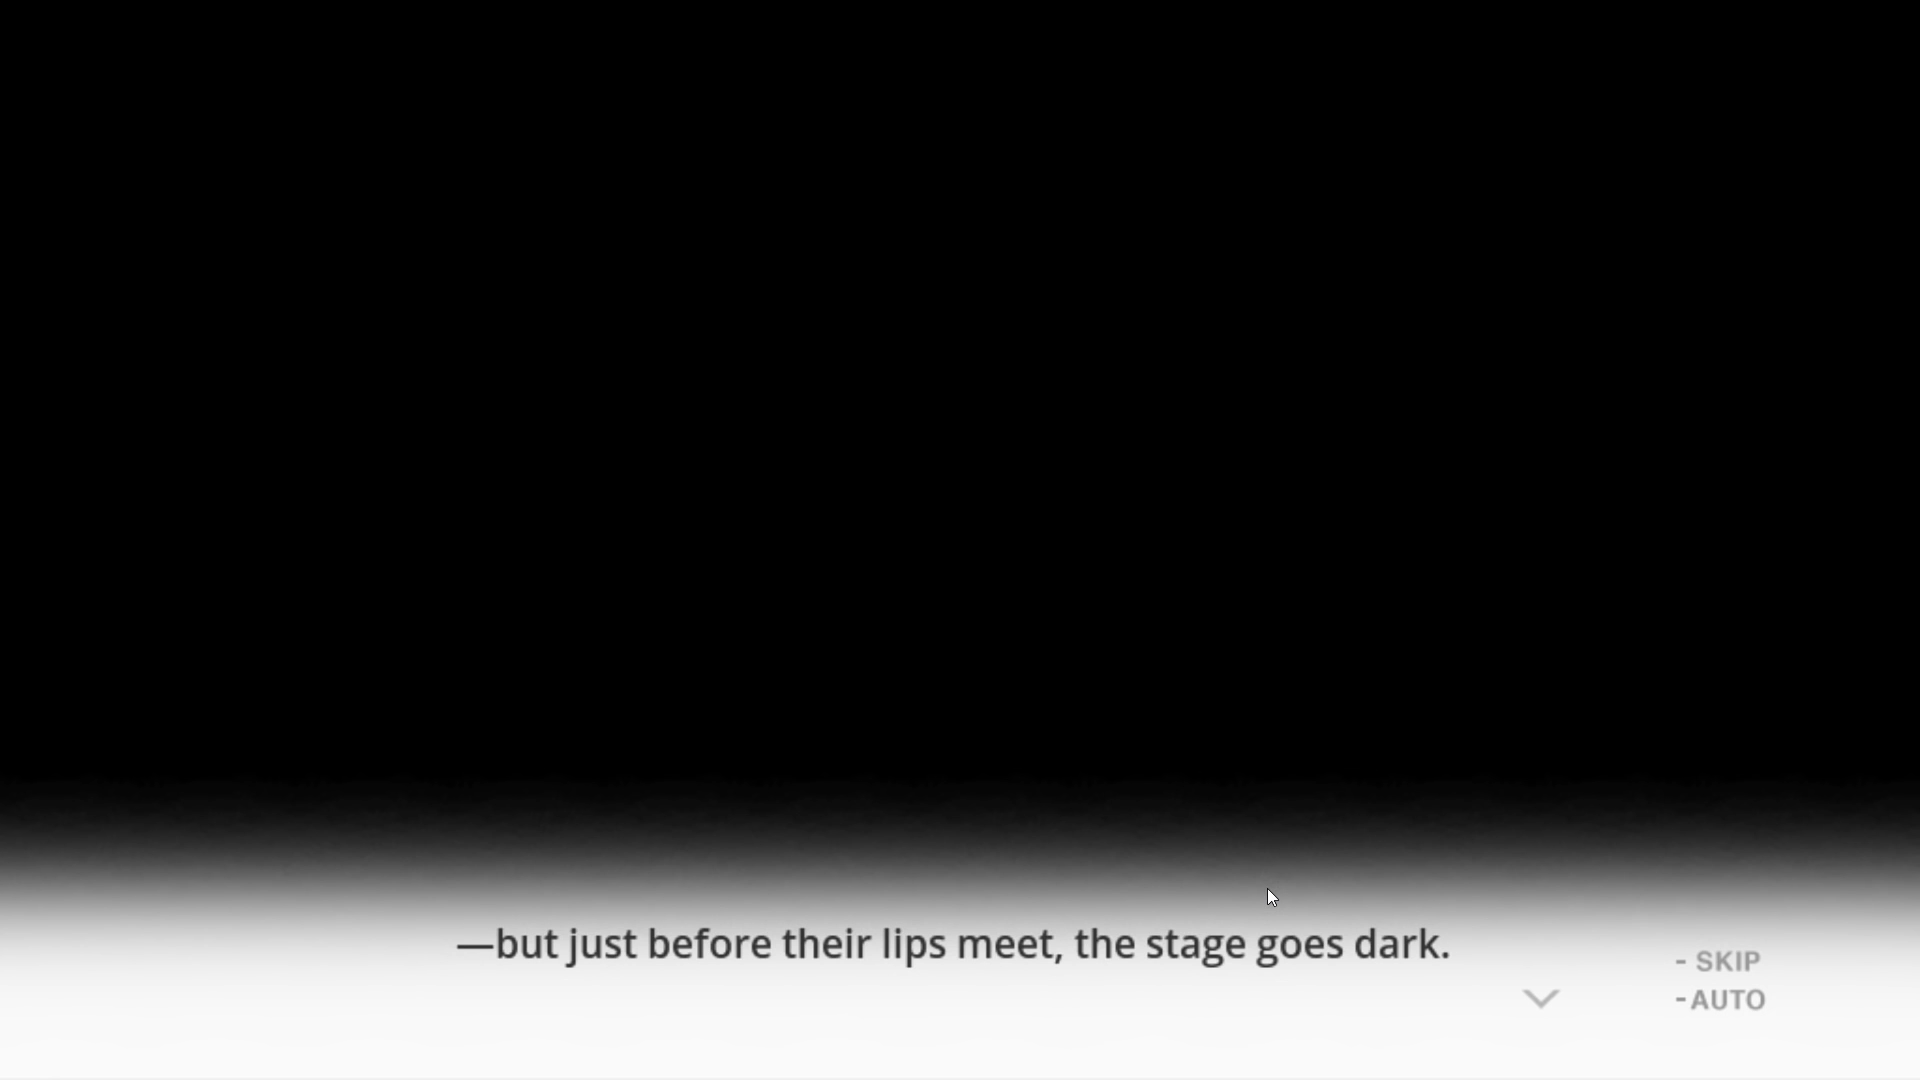 —but just before their lips meet, the stage goes dark.
- SKIP
-AUTO